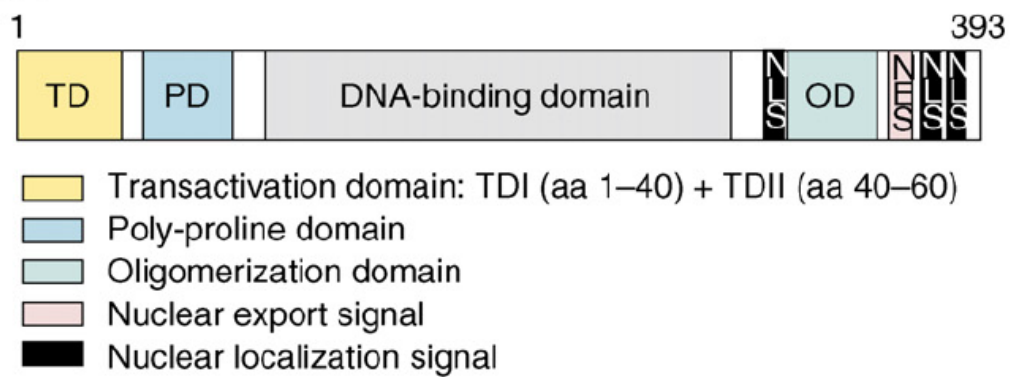 1 393
TD PD DNA-binding domain NLS OD NES NLS NLS
Transactivation domain: TDI (aa 1–40) + TDII (aa 40–60)
Poly-proline domain
Oligomerization domain
Nuclear export signal
Nuclear localization signal